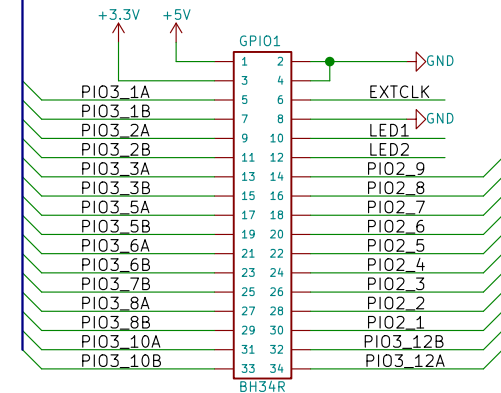 +3.3V +5V
GPIO1
1 2 GND
3 4
PIO3_1A 5 6 EXTCLK
PIO3_1B 7 8 GND
PIO3_2A 9 10 LED1
PIO3_2B 11 12 LED2
PIO3_3A 13 14 PIO2_9
PIO3_3B 15 16 PIO2_8
PIO3_5A 17 18 PIO2_7
PIO3_5B 19 20 PIO2_6
PIO3_6A 21 22 PIO2_5
PIO3_6B 23 24 PIO2_4
PIO3_7B 25 26 PIO2_3
PIO3_8A 27 28 PIO2_2
PIO3_8B 29 30 PIO2_1
PIO3_10A 31 32 PIO3_12B
PIO3_10B 33 34 PIO3_12A
BH34R